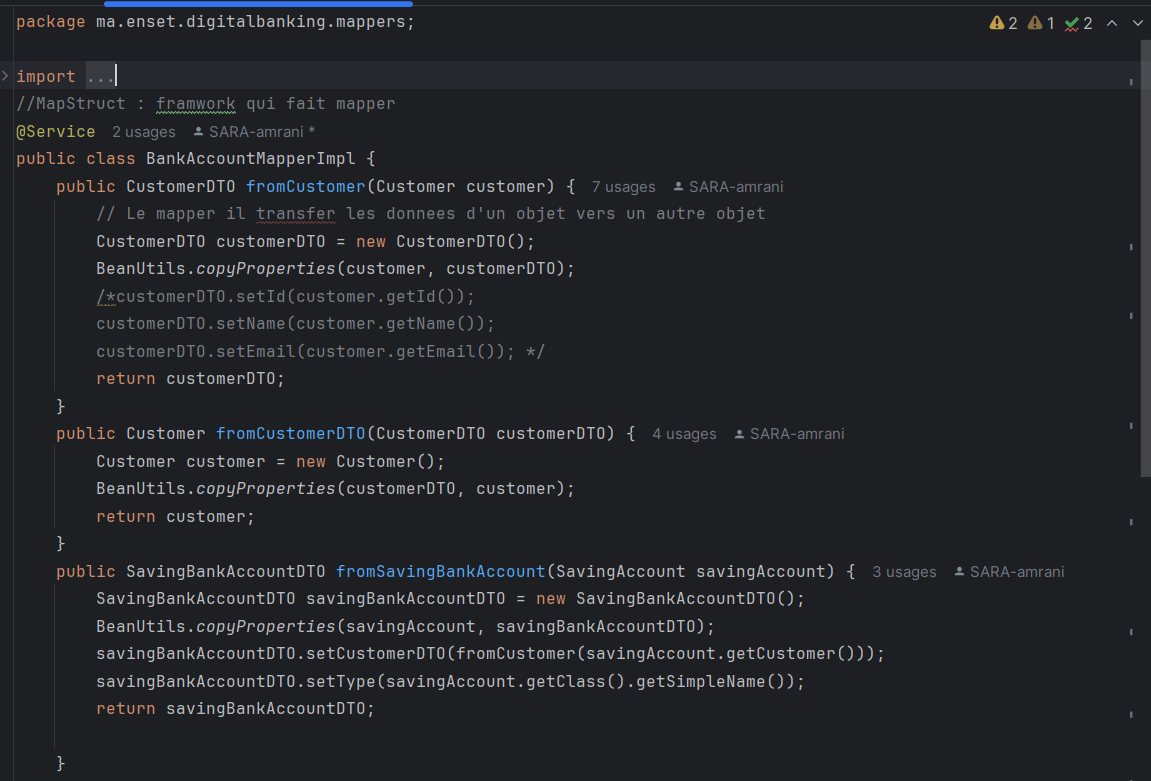 package ma.enset.digitalbanking.mappers;
2 1 2
import ...
//MapStruct : framwork qui fait mapper
@Service 2 usages SARA-amrani *
public class BankAccountMapperImpl {
public CustomerDTO fromCustomer(Customer customer) { 7 usages SARA-amrani
// Le mapper il transfer les donnees d'un objet vers un autre objet
CustomerDTO customerDTO = new CustomerDTO();
BeanUtils.copyProperties(customer, customerDTO);
/*customerDTO.setId(customer.getId());
customerDTO.setName(customer.getName());
customerDTO.setEmail(customer.getEmail()); */
return customerDTO;
}
public Customer fromCustomerDTO(CustomerDTO customerDTO) { 4 usages SARA-amrani
Customer customer = new Customer();
BeanUtils.copyProperties(customerDTO, customer);
return customer;
}
public SavingBankAccountDTO fromSavingBankAccount(SavingAccount savingAccount) { 3 usages SARA-amrani
SavingBankAccountDTO savingBankAccountDTO = new SavingBankAccountDTO();
BeanUtils.copyProperties(savingAccount, savingBankAccountDTO);
savingBankAccountDTO.setCustomerDTO(fromCustomer(savingAccount.getCustomer()));
savingBankAccountDTO.setType(savingAccount.getClass().getSimpleName());
return savingBankAccountDTO;
}